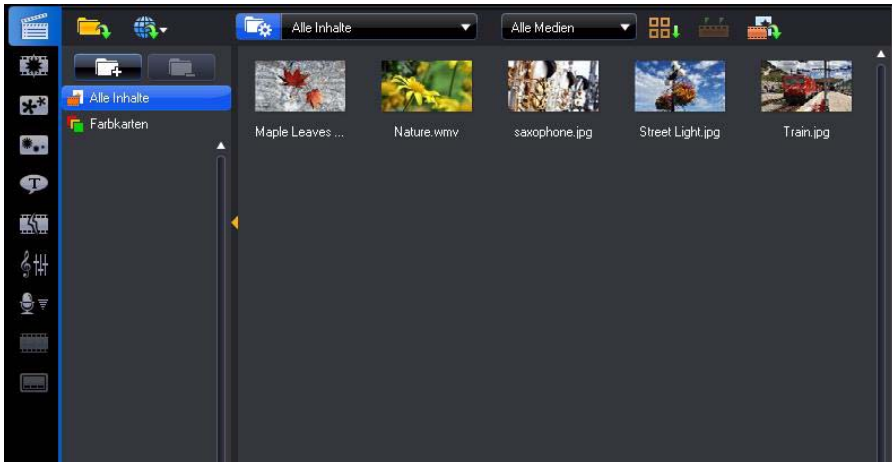 Alle Inhalte
Alle Medien
Alle Inhalte
Farbkarten
Maple Leaves ...
Nature.wmv
saxophone.jpg
Street Light.jpg
Train.jpg
T